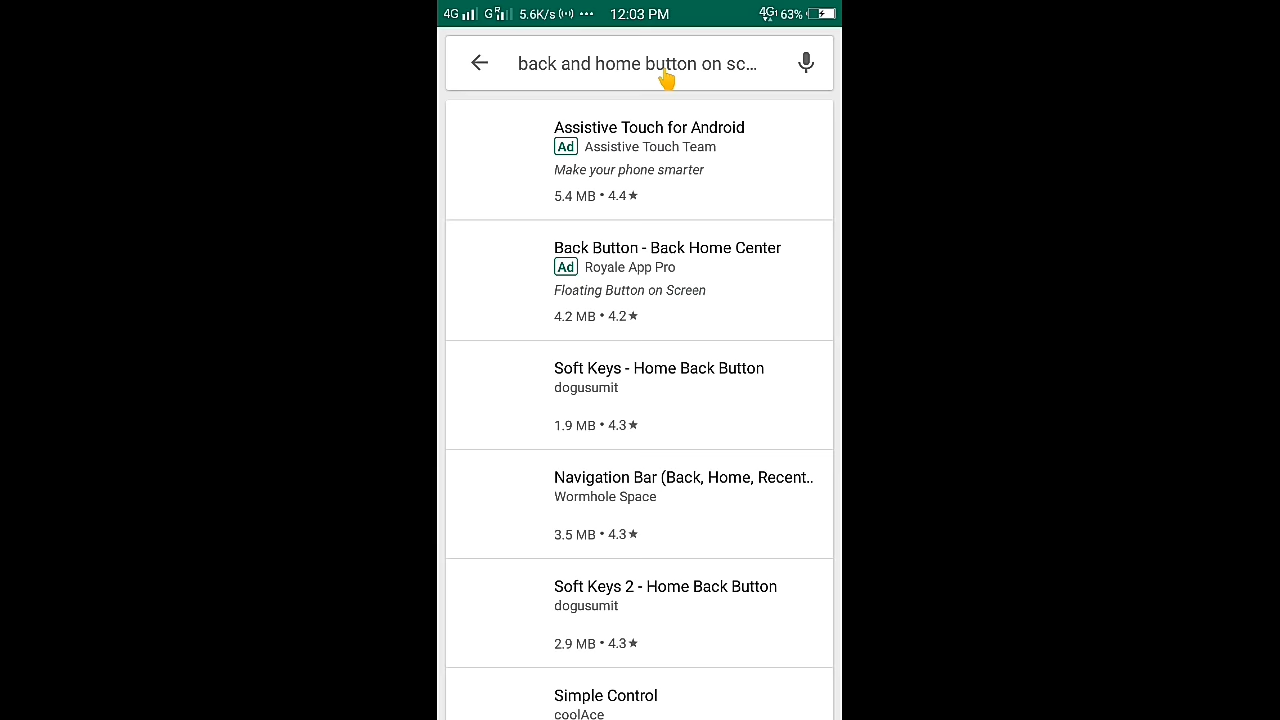 4G G R 5.6K/s ••• 12:03 PM 4G 63%
back and home button on sc...
Assistive Touch for Android
Ad Assistive Touch Team
Make your phone smarter
5.4 MB • 4.4★
Back Button - Back Home Center
Ad Royale App Pro
Floating Button on Screen
4.2 MB • 4.2★
Soft Keys - Home Back Button
dogusumit
1.9 MB • 4.3★
Navigation Bar (Back, Home, Recent..
Wormhole Space
3.5 MB • 4.3★
Soft Keys 2 - Home Back Button
dogusumit
2.9 MB • 4.3★
Simple Control
coolAce